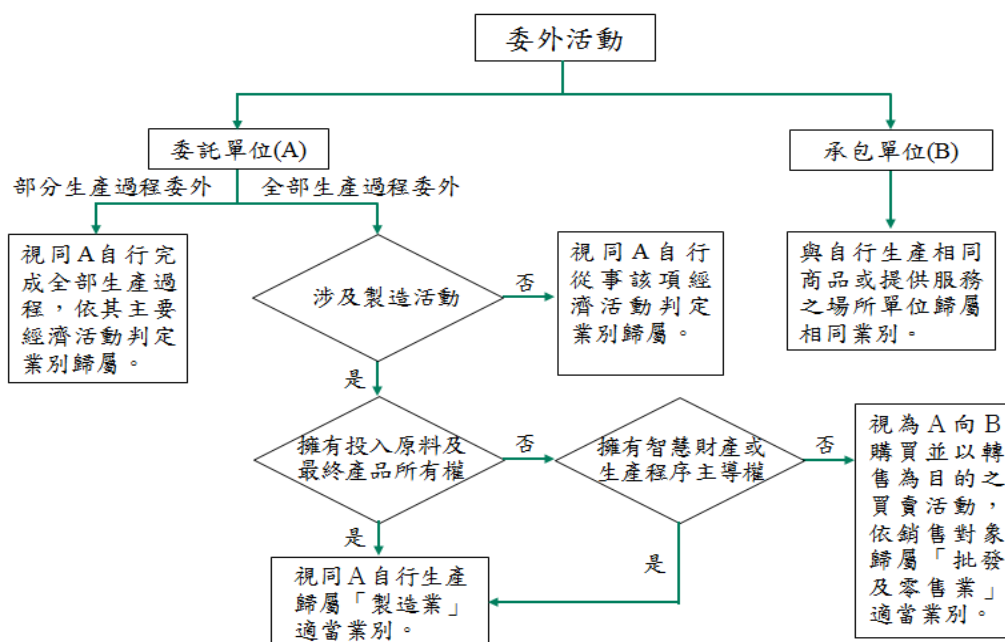 委外活動
委託單位(A)
承包單位(B)
部分生產過程委外
全部生產過程委外
視同A自行完
成全部生產過
程，依其主要
經濟活動判定
業別歸屬。
涉及製造活動
否
視同A自行
從事該項經
濟活動判定
業別歸屬。
與自行生產相同
商品或提供服務
之場所單位歸屬
相同業別。
是
擁有投入原料及
最終產品所有權
否
擁有智慧財產或
生產程序主導權
否
視為A向B
購買並以轉
售為目的之
買賣活動，
依銷售對象
歸屬「批發
及零售業」
適當業別。
是
是
視同A自行生產
歸屬「製造業」
適當業別。